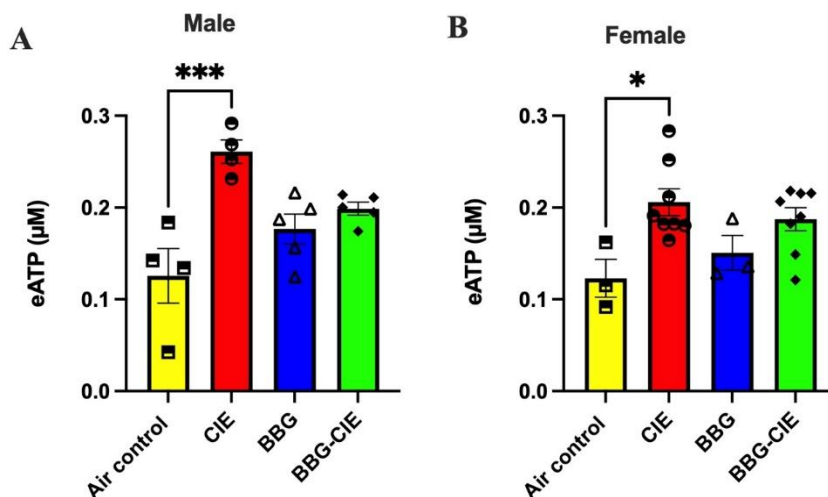 A
Male
***
eATP (µM)
0.3
0.2
0.1
0.0
Air control
CIE
BBG
BBG-CIE
B
Female
*
eATP (µM)
0.3
0.2
0.1
0.0
Air control
CIE
BBG
BBG-CIE